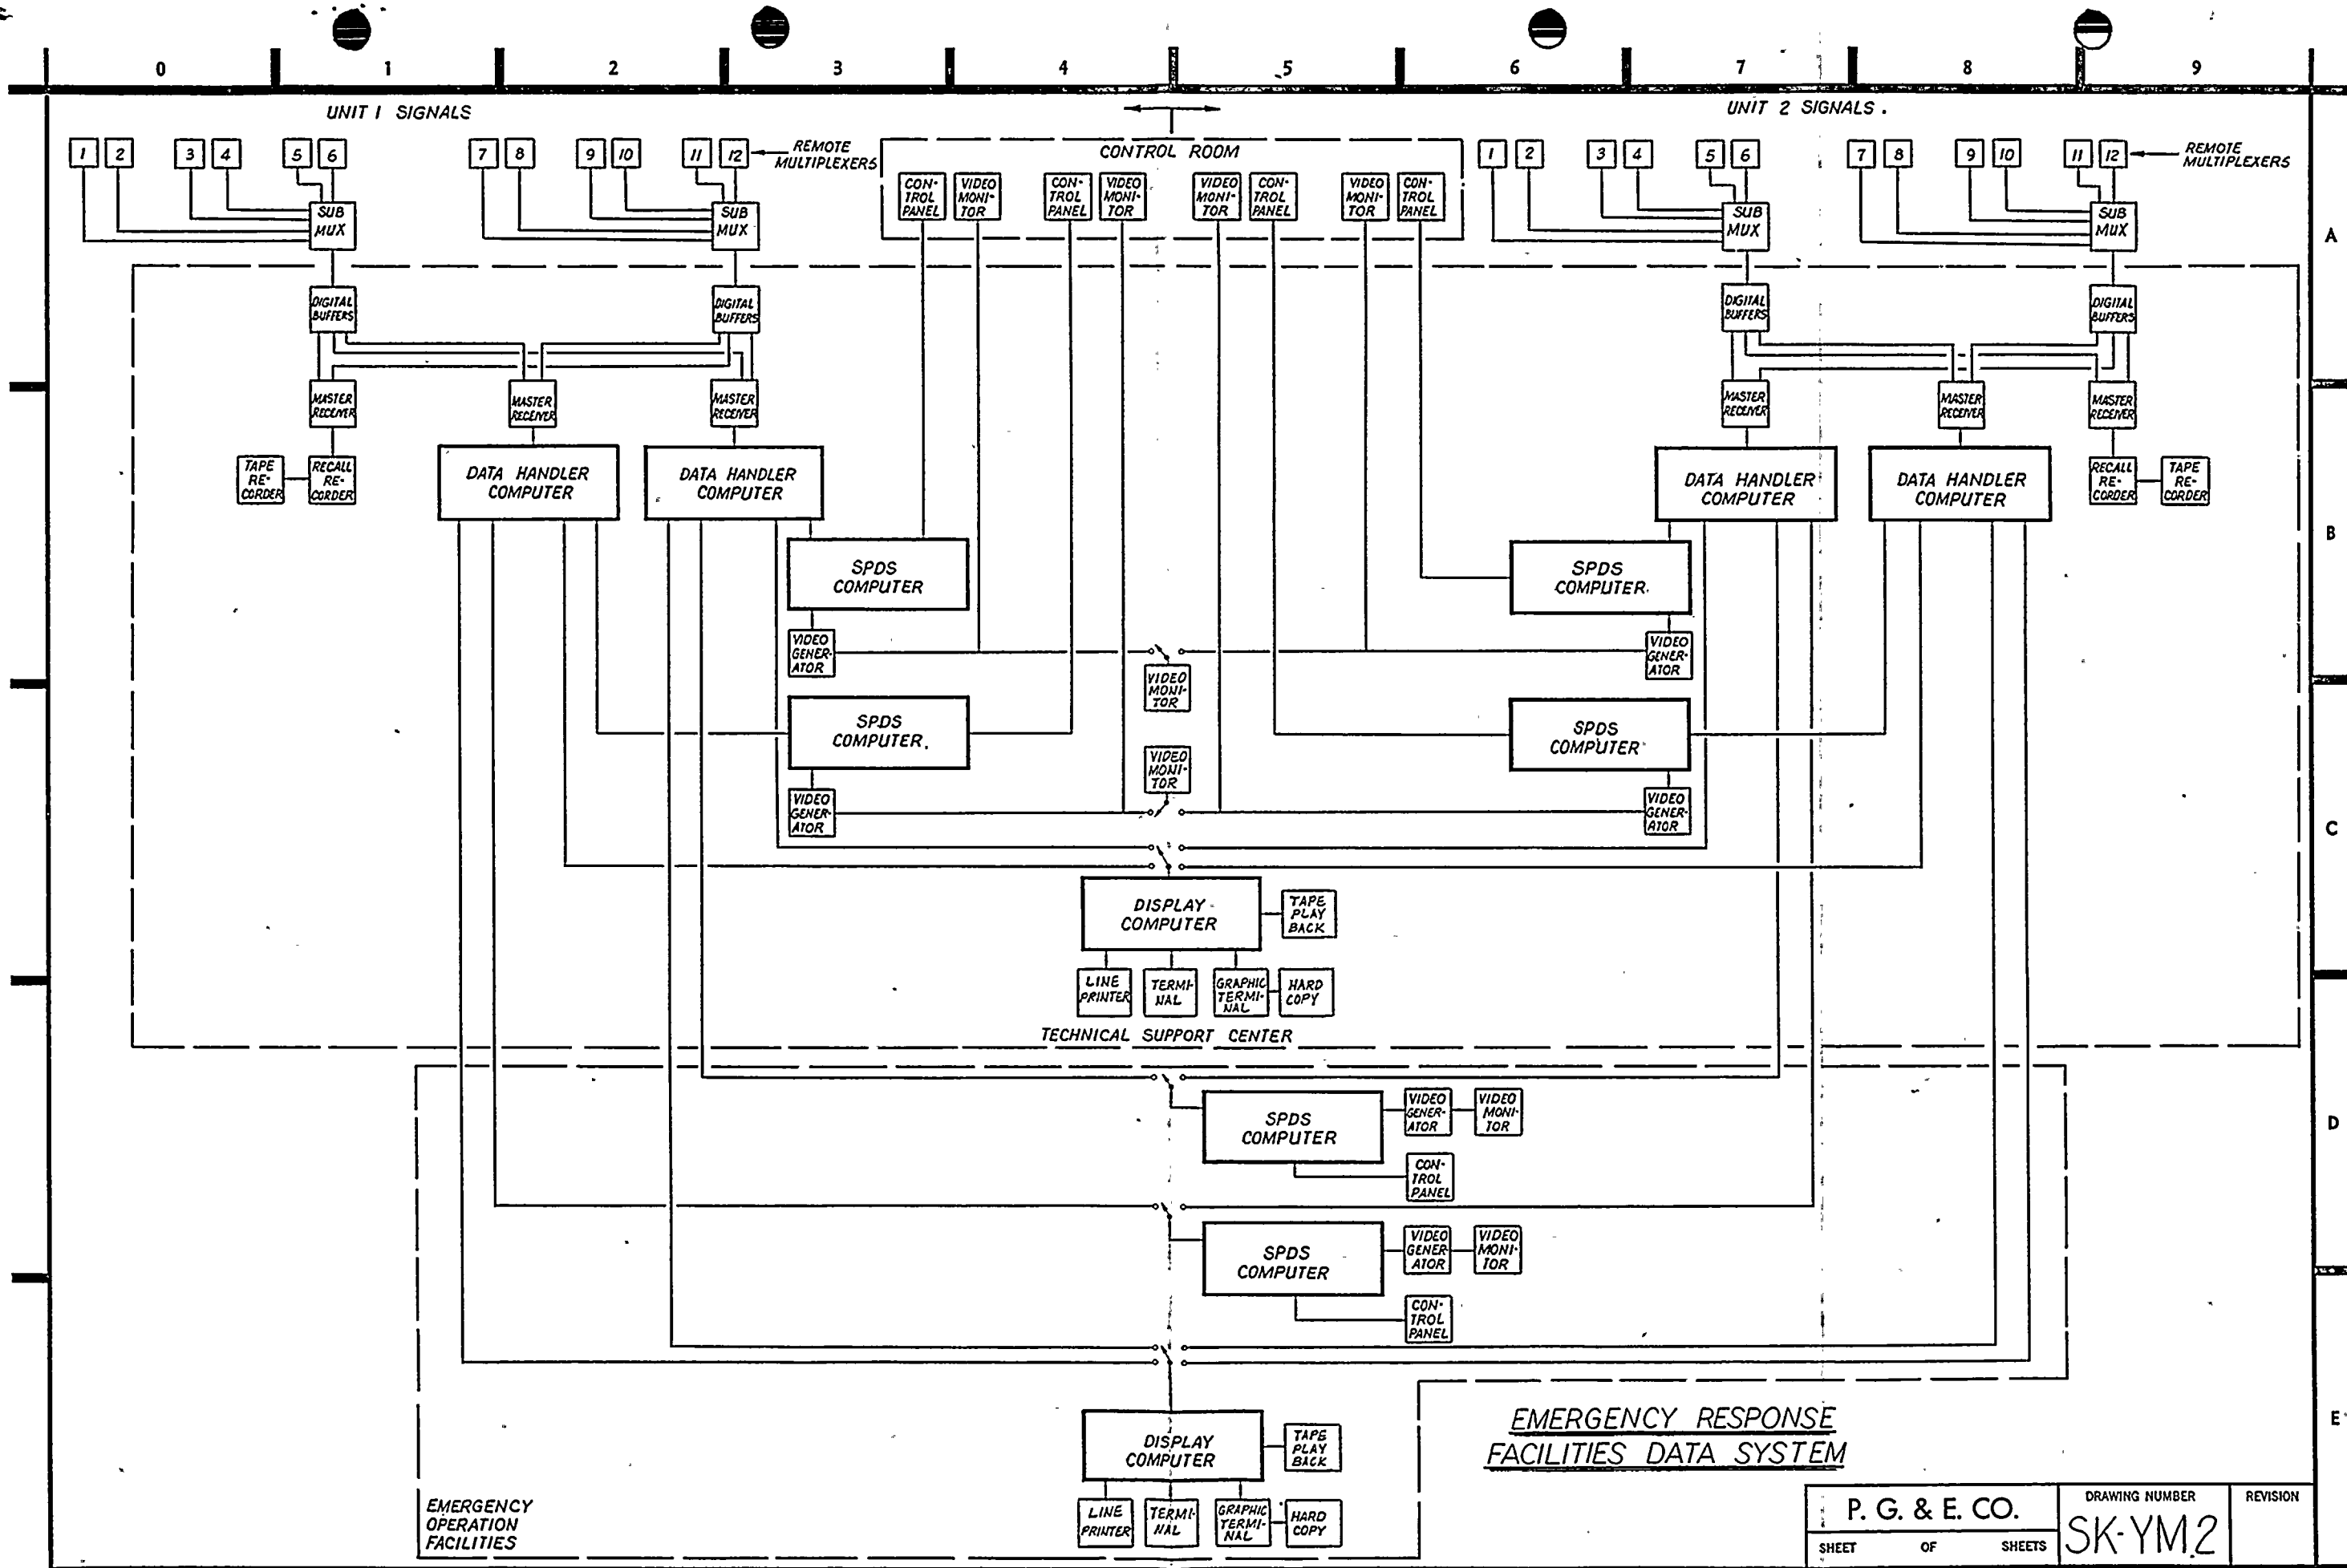 0 1 2 3 4 5 6 7 8 9
UNIT 1 SIGNALS
UNIT 2 SIGNALS
1 2 3 4 5 6 7 8 9 10 11 12
REMOTE
MULTIPLEXERS
CONTROL ROOM
1 2 3 4 5 6 7 8 9 10 11 12
REMOTE
MULTIPLEXERS
CON-
TROL
PANEL
VIDEO
MONI-
TOR
CON-
TROL
PANEL
VIDEO
MONI-
TOR
VIDEO
MONI-
TOR
CON-
TROL
PANEL
VIDEO
MONI-
TOR
CON-
TROL
PANEL
SUB
MUX
SUB
MUX
SUB
MUX
SUB
MUX
A
DIGITAL
BUFFERS
DIGITAL
BUFFERS
DIGITAL
BUFFERS
DIGITAL
BUFFERS
MASTER
RECEIVER
MASTER
RECEIVER
MASTER
RECEIVER
MASTER
RECEIVER
MASTER
RECEIVER
MASTER
RECEIVER
TAPE
RE-
CORDER
RECALL
RE-
CORDER
DATA HANDLER
COMPUTER
DATA HANDLER
COMPUTER
DATA HANDLER
COMPUTER
DATA HANDLER
COMPUTER
RECALL
RE-
CORDER
TAPE
RE-
CORDER
B
SPDS
COMPUTER
SPDS
COMPUTER
VIDEO
GENER-
ATOR
VIDEO
MONI-
TOR
VIDEO
GENER-
ATOR
SPDS
COMPUTER
SPDS
COMPUTER
VIDEO
MONI-
TOR
VIDEO
GENER-
ATOR
VIDEO
GENER-
ATOR
C
DISPLAY
COMPUTER
TAPE
PLAY
BACK
LINE
PRINTER
TERMI-
NAL
GRAPHIC
TERMI-
NAL
HARD
COPY
TECHNICAL SUPPORT CENTER
SPDS
COMPUTER
VIDEO
GENER-
ATOR
VIDEO
MONI-
TOR
D
CON-
TROL
PANEL
SPDS
COMPUTER
VIDEO
GENER-
ATOR
VIDEO
MONI-
TOR
CON-
TROL
PANEL
DISPLAY
COMPUTER
TAPE
PLAY
BACK
EMERGENCY RESPONSE
FACILITIES DATA SYSTEM
E
EMERGENCY
OPERATION
FACILITIES
LINE
PRINTER
TERMI-
NAL
GRAPHIC
TERMI-
NAL
HARD
COPY
P. G. & E. CO.
SHEET OF SHEETS
DRAWING NUMBER
SK-YM.2
REVISION